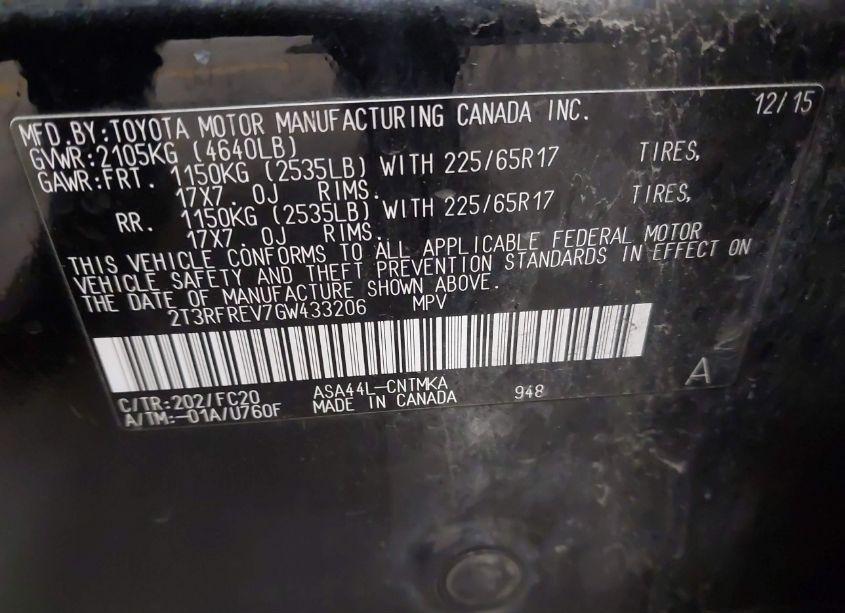 MFD.BY:TOYOTA MOTOR MANUFACTURING CANADA INC. 12/15
GVWR:2105KG (4640LB)
GAWR:FRT. 1150KG (2535LB) WITH 225/65R17 TIRES,
17X7.0J RIMS.
RR. 1150KG (2535LB) WITH 225/65R17 TIRES,
17X7.0J RIMS.
THIS VEHICLE CONFORMS TO ALL APPLICABLE FEDERAL MOTOR
VEHICLE SAFETY AND THEFT PREVENTION STANDARDS IN EFFECT ON
THE DATE OF MANUFACTURE SHOWN ABOVE.
2T3RFREV7GW433206 MPV
C/TR:202/FC20 ASA44L-CNTMKA 948 A
A/TM:-01A/U760F MADE IN CANADA